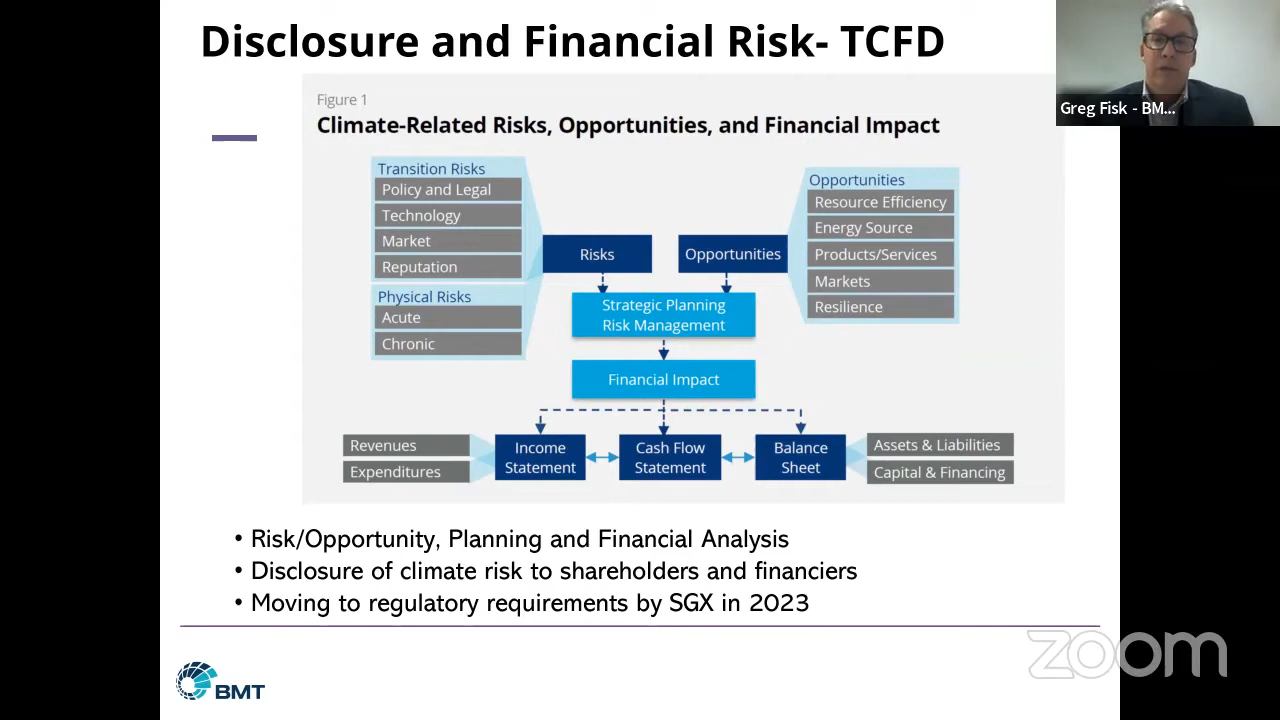 Disclosure and Financial Risk- TCFD
Greg Fisk - BM...
Figure 1
Climate-Related Risks, Opportunities, and Financial Impact
Transition Risks
Policy and Legal
Technology
Market
Reputation
Physical Risks
Acute
Chronic
Risks
Opportunities
Opportunities
Resource Efficiency
Energy Source
Products/Services
Markets
Resilience
Strategic Planning
Risk Management
Financial Impact
Revenues
Expenditures
Income
Statement
Cash Flow
Statement
Balance
Sheet
Assets & Liabilities
Capital & Financing
• Risk/Opportunity, Planning and Financial Analysis
• Disclosure of climate risk to shareholders and financiers
• Moving to regulatory requirements by SGX in 2023
zoom
BMT